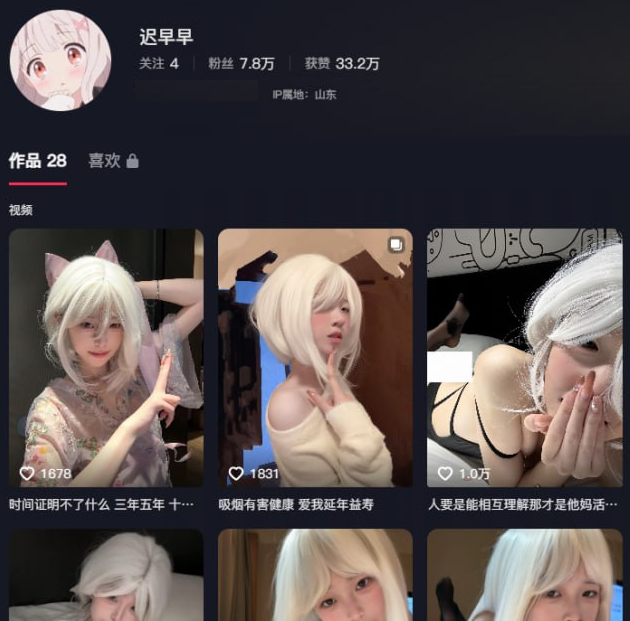 迟早早
关注 4 粉丝 7.8万 获赞 33.2万
IP属地：山东
作品 28 喜欢
视频
1678 1831 1.0万
时间证明不了什么 三年五年 十… 吸烟有害健康 爱我延年益寿 人要是能相互理解那才是他妈活…